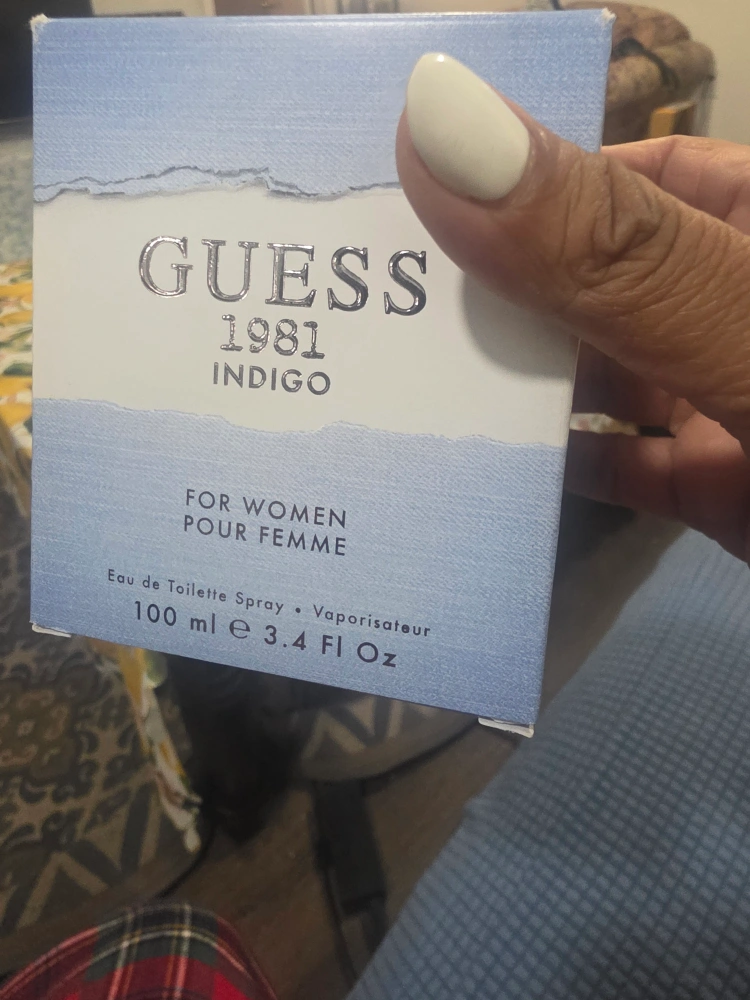 GUESS
1981
INDIGO
FOR WOMEN
POUR FEMME
Eau de Toilette Spray • Vaporisateur
100 ml ℮ 3.4 Fl Oz